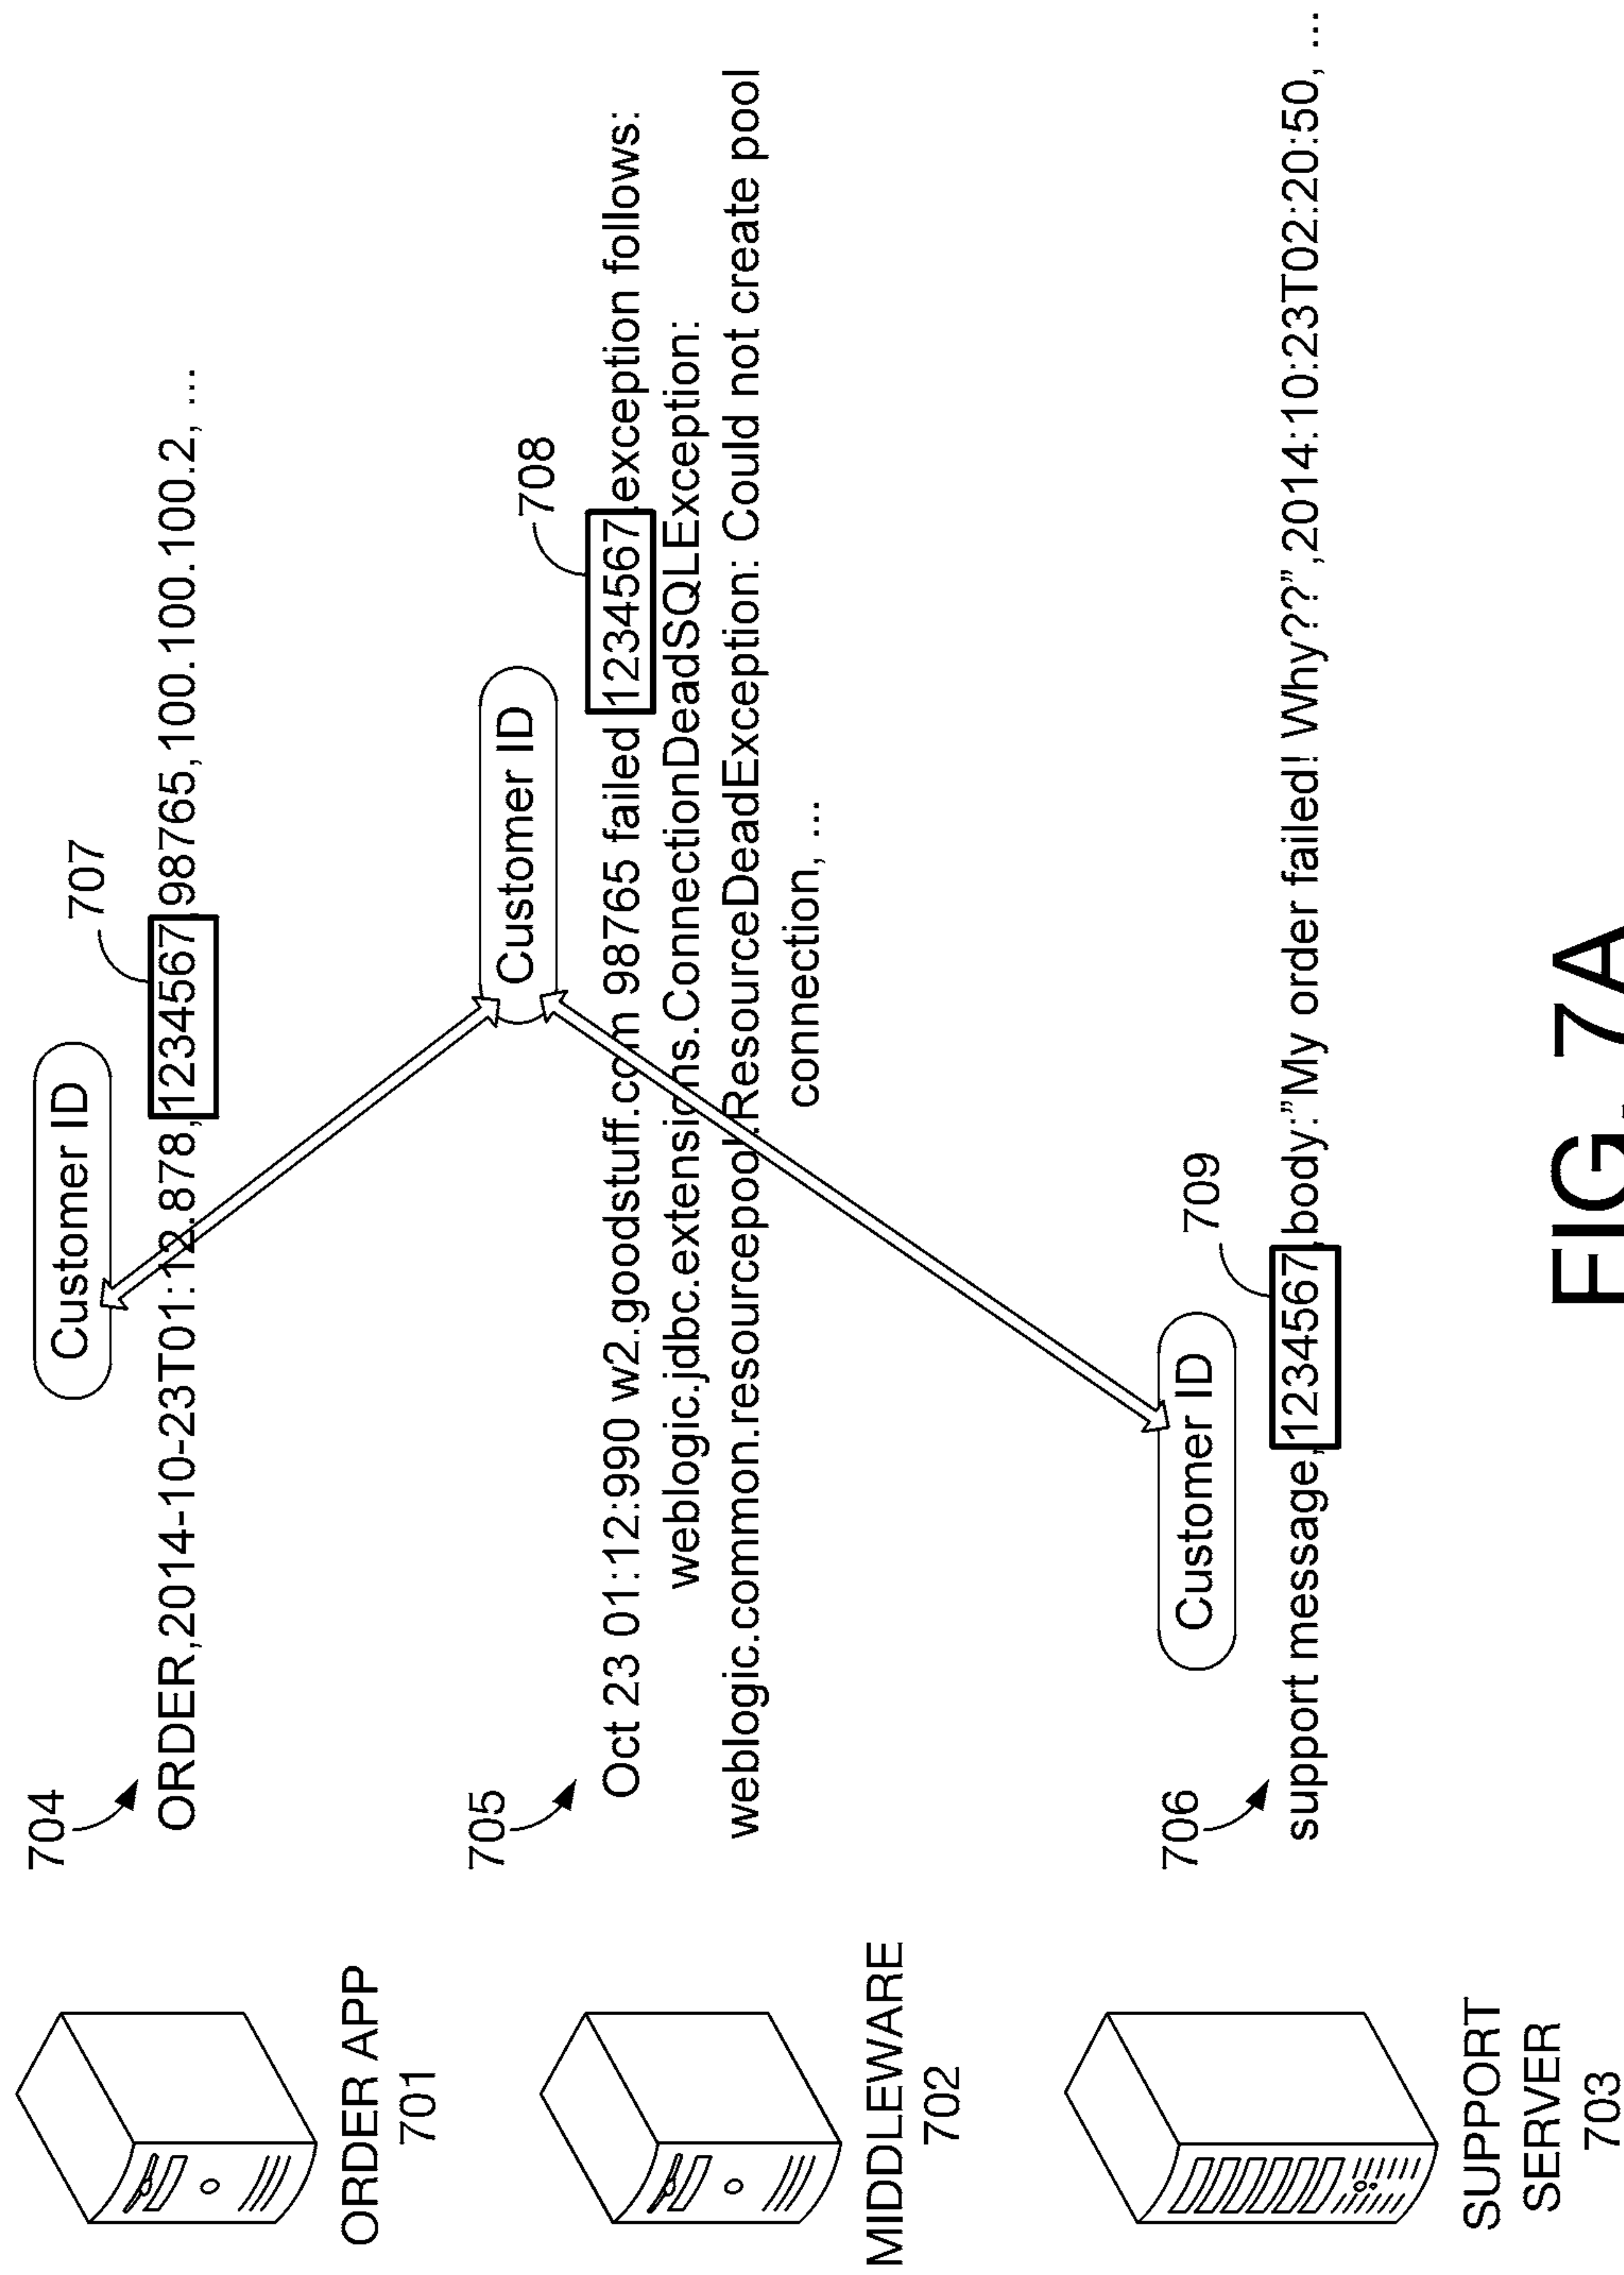 ORDER APP
701
704
Customer ID
707
ORDER,2014-10-23T01:12.878,1234567,98765,100.100.100.2, ...
MIDDLEWARE
702
705
Customer ID
708
Oct 23 01:12:990 w2.goodstuff.com 98765 failed 1234567.exception follows:
weblogic.jdbc.extensions.ConnectionDeadSQLException:
weblogic.common.resourcepool.ResourceDeadException: Could not create pool
connection, ...
SUPPORT
SERVER
703
706
Customer ID
709
support message,1234567,body:”My order failed! Why??”,2014:10:23T02:20:50, ...
FIG. 7A